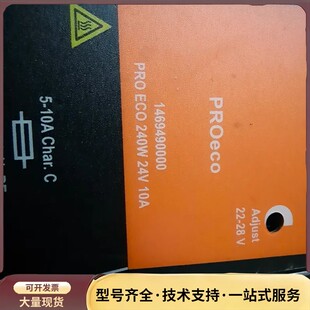 PROeco
1469490000
PRO ECO 240W 24V 10A
Adjust
22-28 V
5-10A Char. C
可开发票
大量现货
型号齐全·技术支持·一站式服务